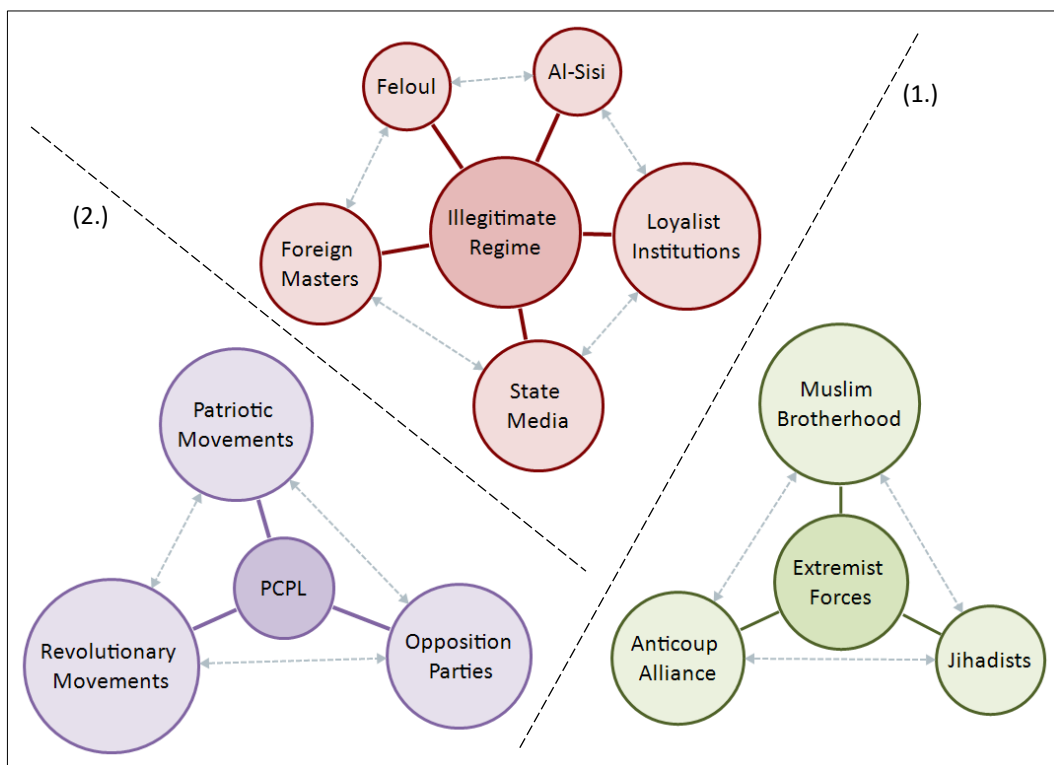 Feloul
Al-Sisi
(1.)
Illegitimate
Regime
Loyalist
Institutions
(2.)
Foreign
Masters
State
Media
Patriotic
Movements
PCPL
Revolutionary
Movements
Opposition
Parties
Muslim
Brotherhood
Extremist
Forces
Anticoup
Alliance
Jihadists